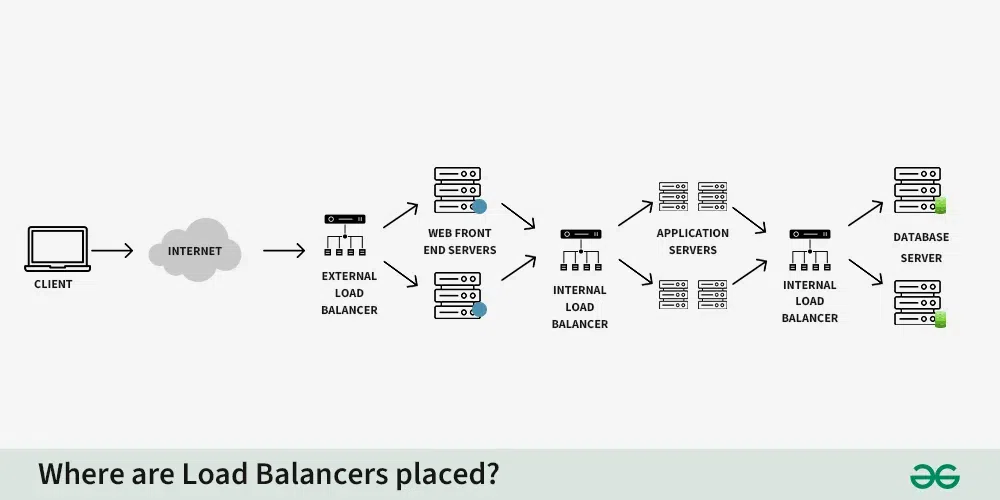 CLIENT
INTERNET
EXTERNAL
LOAD
BALANCER
WEB FRONT
END SERVERS
INTERNAL
LOAD
BALANCER
APPLICATION
SERVERS
INTERNAL
LOAD
BALANCER
DATABASE
SERVER
Where are Load Balancers placed?